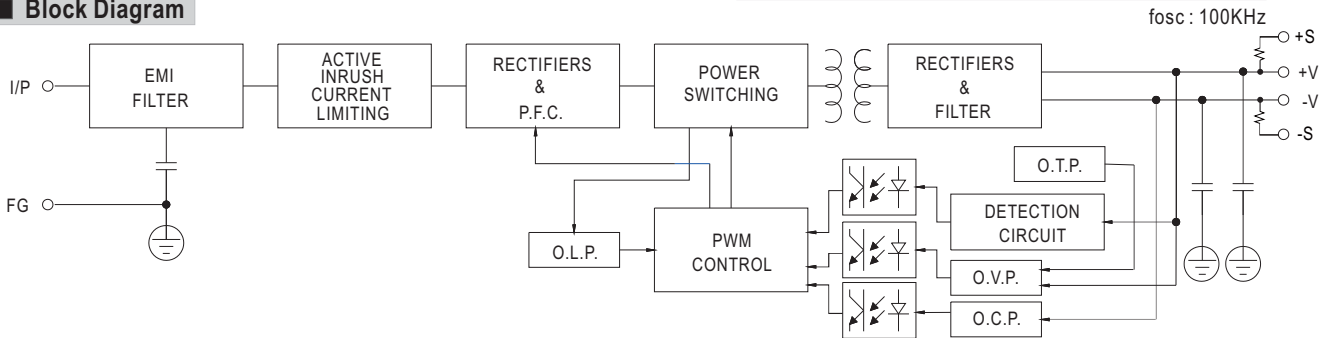 Block Diagram
fosc : 100KHz
I/P
EMI
FILTER
ACTIVE
INRUSH
CURRENT
LIMITING
RECTIFIERS
&
P.F.C.
POWER
SWITCHING
RECTIFIERS
&
FILTER
+S
+V
-V
-S
FG
O.L.P.
PWM
CONTROL
O.T.P.
DETECTION
CIRCUIT
O.V.P.
O.C.P.